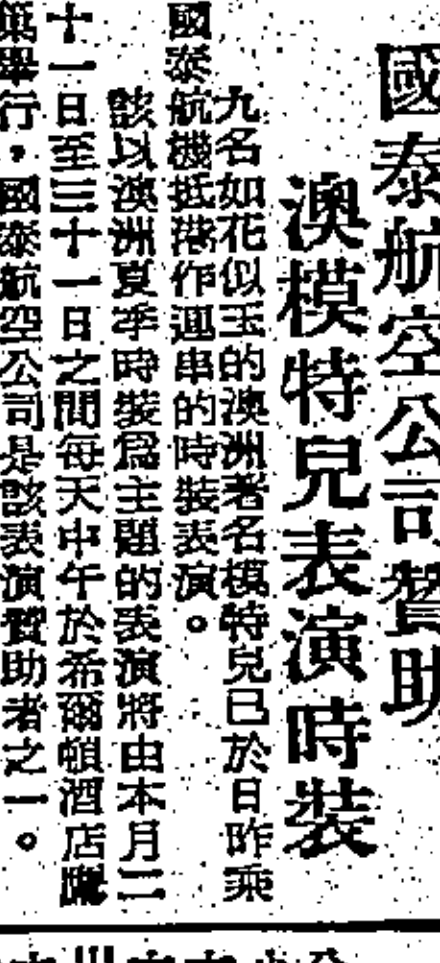 國泰航空公司贊助
澳模特兒表演時裝
九名如花似玉的澳洲著名模特兒已於日昨乘
國泰航機抵港作連串的時裝表演。
該以澳洲夏季時裝爲主題的表演將由本月二
十一日至三十一日之間每天中午於希爾頓酒店鷹
巢舉行，國泰航空公司是該表演贊助者之一。